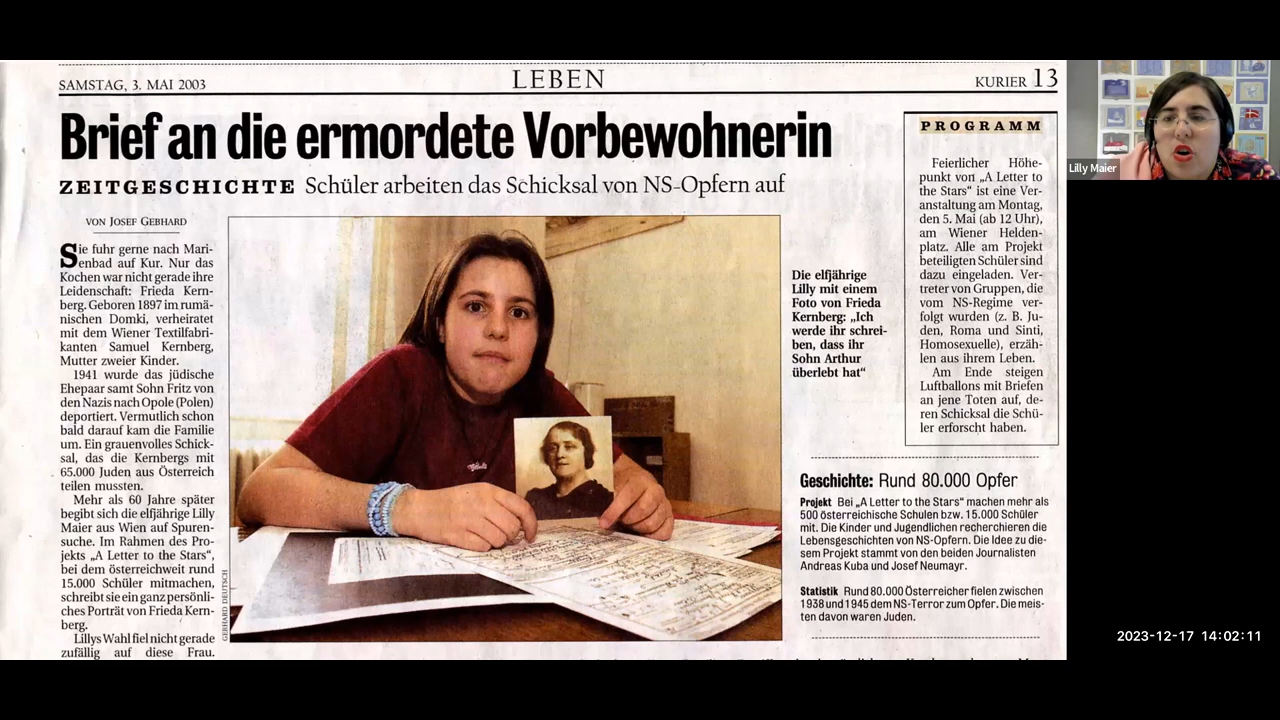 SAMSTAG, 3. MAI 2003
LEBEN
KURIER 13
Brief an die ermordete Vorbewohnerin
ZEITGESCHICHTE Schüler arbeiten das Schicksal von NS-Opfern auf
VON JOSEF GEBHARD
Sie fuhr gerne nach Mari-
enbad auf Kur. Nur das
Kochen war nicht gerade ihre
Leidenschaft: Frieda Kern-
berg. Geboren 1897 im rumä-
nischen Domki, verheiratet
mit dem Wiener Textilfabri-
kanten Samuel Kernberg,
Mutter zweier Kinder.
1941 wurde das jüdische
Ehepaar samt Sohn Fritz von
den Nazis nach Opole (Polen)
deportiert. Vermutlich schon
bald darauf kam die Familie
um. Ein grauenvolles Schick-
sal, das die Kernbergs mit
65.000 Juden aus Österreich
teilen mussten.
Mehr als 60 Jahre später
begibt sich die elfjährige Lilly
Maier aus Wien auf Spuren-
suche. Im Rahmen des Pro-
jekts „A Letter to the Stars“,
bei dem österreichweit rund
15.000 Schüler mitmachen,
schreibt sie ein ganz persönli-
ches Porträt von Frieda Kern-
berg.
Lillys Wahl fiel nicht gerade
zufällig auf diese Frau.
GERHARD DEUTSCH
Die elfjährige
Lilly mit einem
Foto von Frieda
Kernberg: „Ich
werde ihr schrei-
ben, dass ihr
Sohn Arthur
überlebt hat“
PROGRAMM
Feierlicher Höhe-
punkt von „A Letter to
the Stars“ ist eine Ver-
anstaltung am Montag,
den 5. Mai (ab 12 Uhr),
am Wiener Helden-
platz. Alle am Projekt
beteiligten Schüler sind
dazu eingeladen. Ver-
treter von Gruppen, die
vom NS-Regime ver-
folgt wurden (z. B. Ju-
den, Roma und Sinti,
Homosexuelle), erzäh-
len aus ihrem Leben.
Am Ende steigen
Luftballons mit Briefen
an jene Toten auf, de-
ren Schicksal die Schü-
ler erforscht haben.
Geschichte: Rund 80.000 Opfer
Projekt Bei „A Letter to the Stars“ machen mehr als
500 österreichische Schulen bzw. 15.000 Schüler
mit. Die Kinder und Jugendlichen recherchieren die
Lebensgeschichten von NS-Opfern. Die Idee zu die-
sem Projekt stammt von den beiden Journalisten
Andreas Kuba und Josef Neumayr.
Statistik Rund 80.000 Österreicher fielen zwischen
1938 und 1945 dem NS-Terror zum Opfer. Die meis-
ten davon waren Juden.
Lilly Maier
2023-12-17 14:02:11